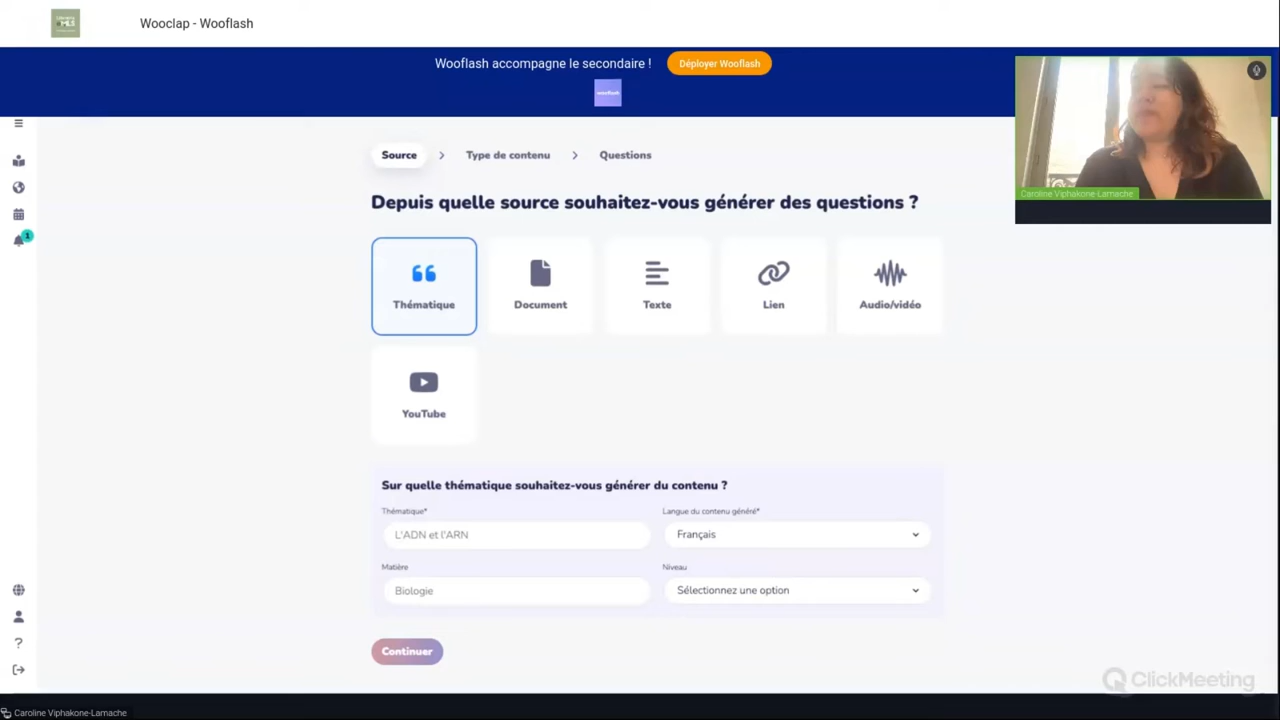 Wooclap - Wooflash
Wooflash accompagne le secondaire !
Déployer Wooflash
wooflash
Caroline Viphakone-Lamache
1
Source > Type de contenu > Questions
Depuis quelle source souhaitez-vous générer des questions ?
Thématique
Document
Texte
Lien
Audio/vidéo
YouTube
Sur quelle thématique souhaitez-vous générer du contenu ?
Thématique*
Langue du contenu généré*
L'ADN et l'ARN
Français
Matière
Niveau
Biologie
Sélectionnez une option
Continuer
ClickMeeting
Caroline Viphakone-Lamache